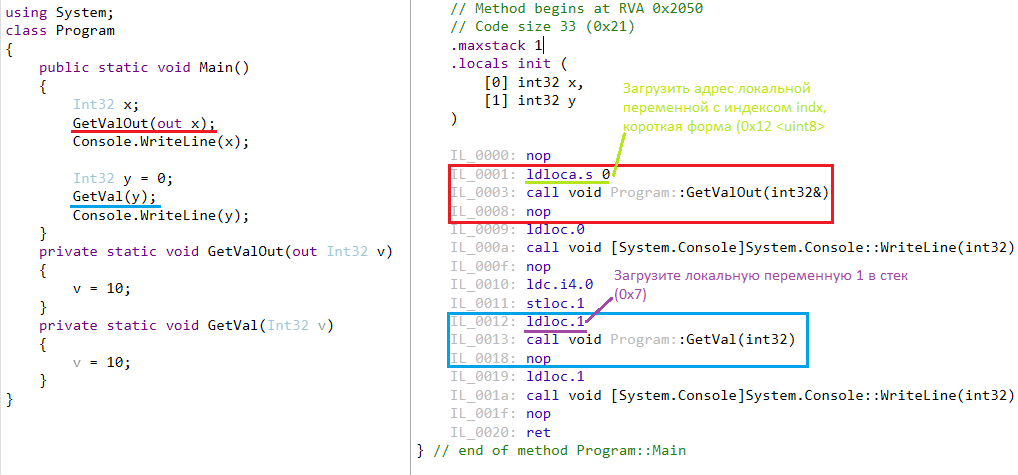 using System;
class Program
{
    public static void Main()
    {
        Int32 x;
        GetValOut(out x);
        Console.WriteLine(x);

        Int32 y = 0;
        GetVal(y);
        Console.WriteLine(y);
    }
    private static void GetValOut(out Int32 v)
    {
        v = 10;
    }
    private static void GetVal(Int32 v)
    {
        v = 10;
    }
}
// Method begins at RVA 0x2050
// Code size 33 (0x21)
.maxstack 1
.locals init (
    [0] int32 x,
    [1] int32 y
)
Загрузить адрес локальной
переменной с индексом indx,
короткая форма (0x12 <uint8>
IL_0000: nop
IL_0001: ldloca.s 0
IL_0003: call void Program::GetValOut(int32&)
IL_0008: nop
IL_0009: ldloc.0
IL_000a: call void [System.Console]System.Console::WriteLine(int32)
IL_000f: nop
IL_0010: ldc.i4.0
IL_0011: stloc.1
Загрузите локальную переменную 1 в стек
(0x7)
IL_0012: ldloc.1
IL_0013: call void Program::GetVal(int32)
IL_0018: nop
IL_0019: ldloc.1
IL_001a: call void [System.Console]System.Console::WriteLine(int32)
IL_001f: nop
IL_0020: ret
} // end of method Program::Main